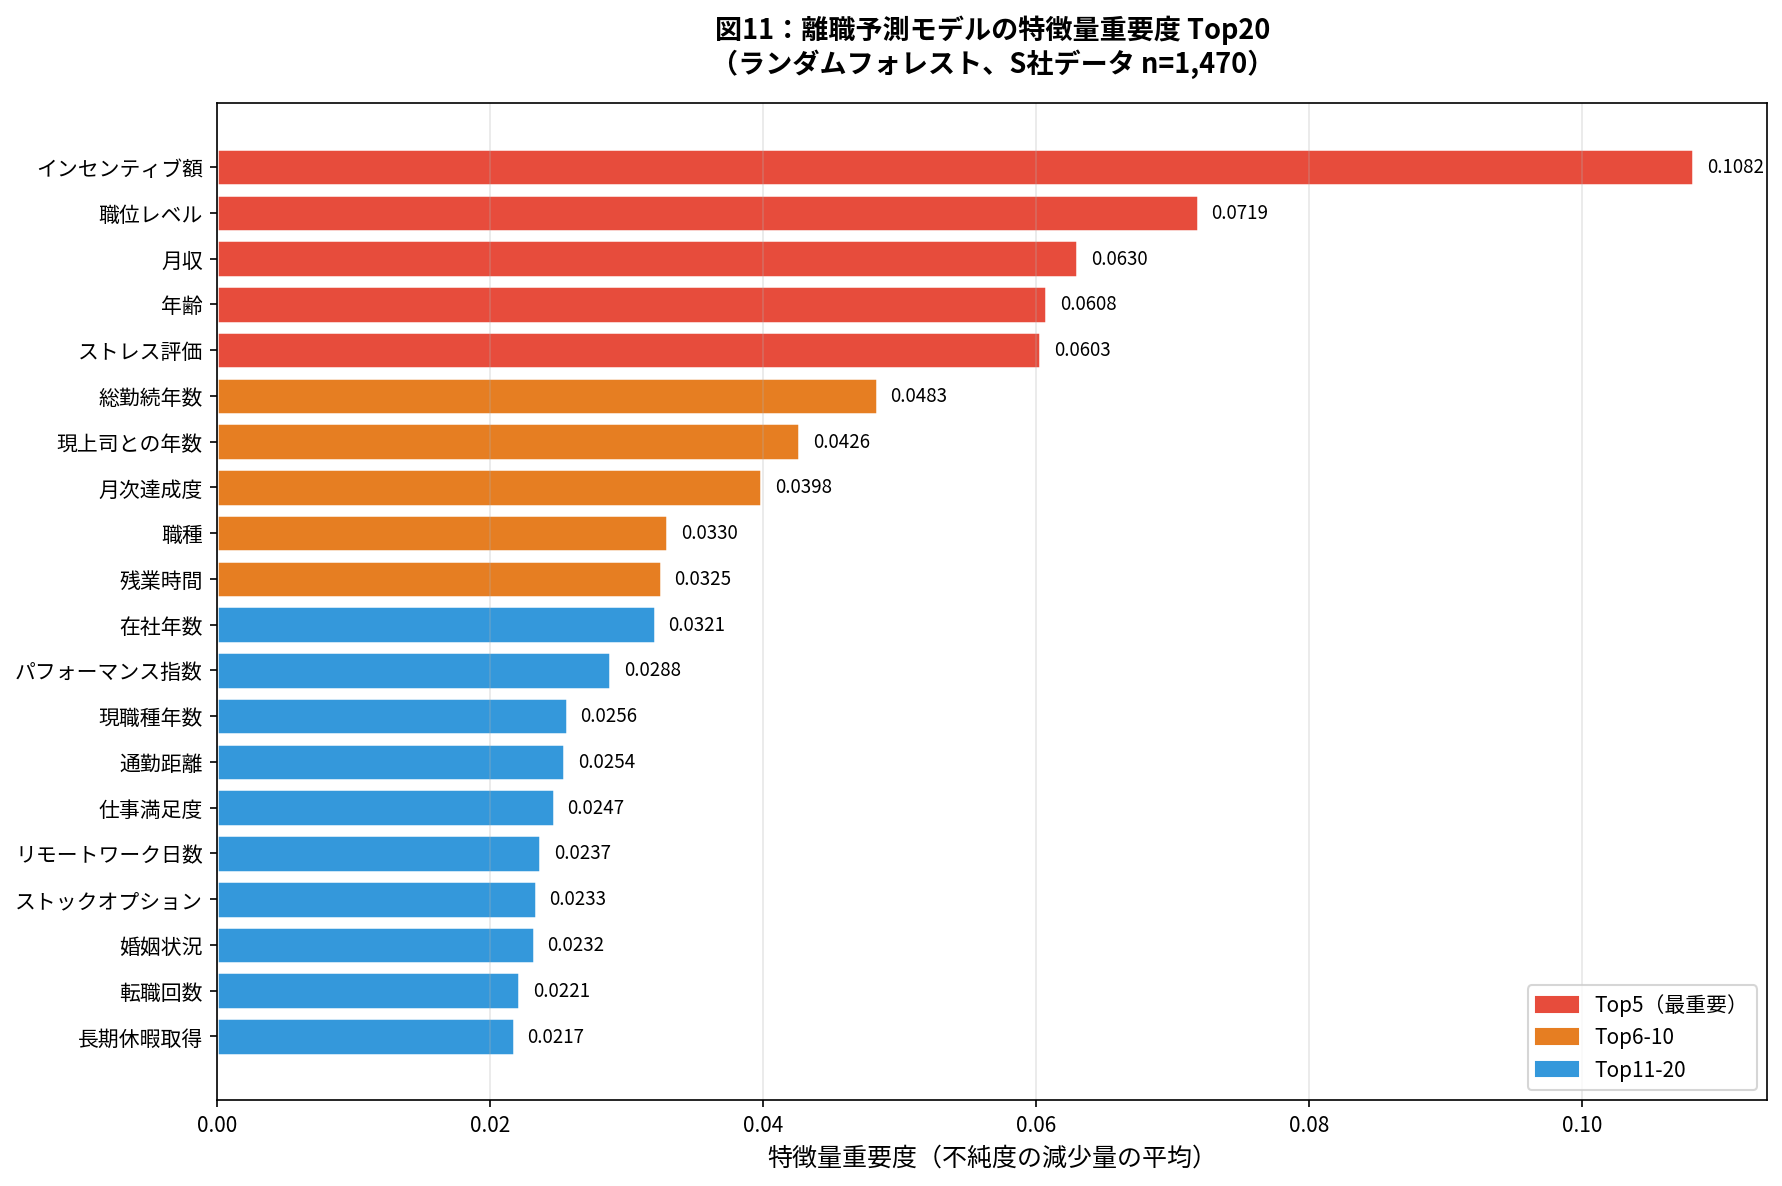 図11：離職予測モデルの特徴量重要度 Top20
（ランダムフォレスト、S社データ n=1,470）
インセンティブ額 0.1082
職位レベル 0.0719
月収 0.0630
年齢 0.0608
ストレス評価 0.0603
総勤続年数 0.0483
現上司との年数 0.0426
月次達成度 0.0398
職種 0.0330
残業時間 0.0325
在社年数 0.0321
パフォーマンス指数 0.0288
現職種年数 0.0256
通勤距離 0.0254
仕事満足度 0.0247
リモートワーク日数 0.0237
ストックオプション 0.0233
婚姻状況 0.0232
転職回数 0.0221
長期休暇取得 0.0217
Top5（最重要）
Top6-10
Top11-20
0.00 0.02 0.04 0.06 0.08 0.10
特徴量重要度（不純度の減少量の平均）